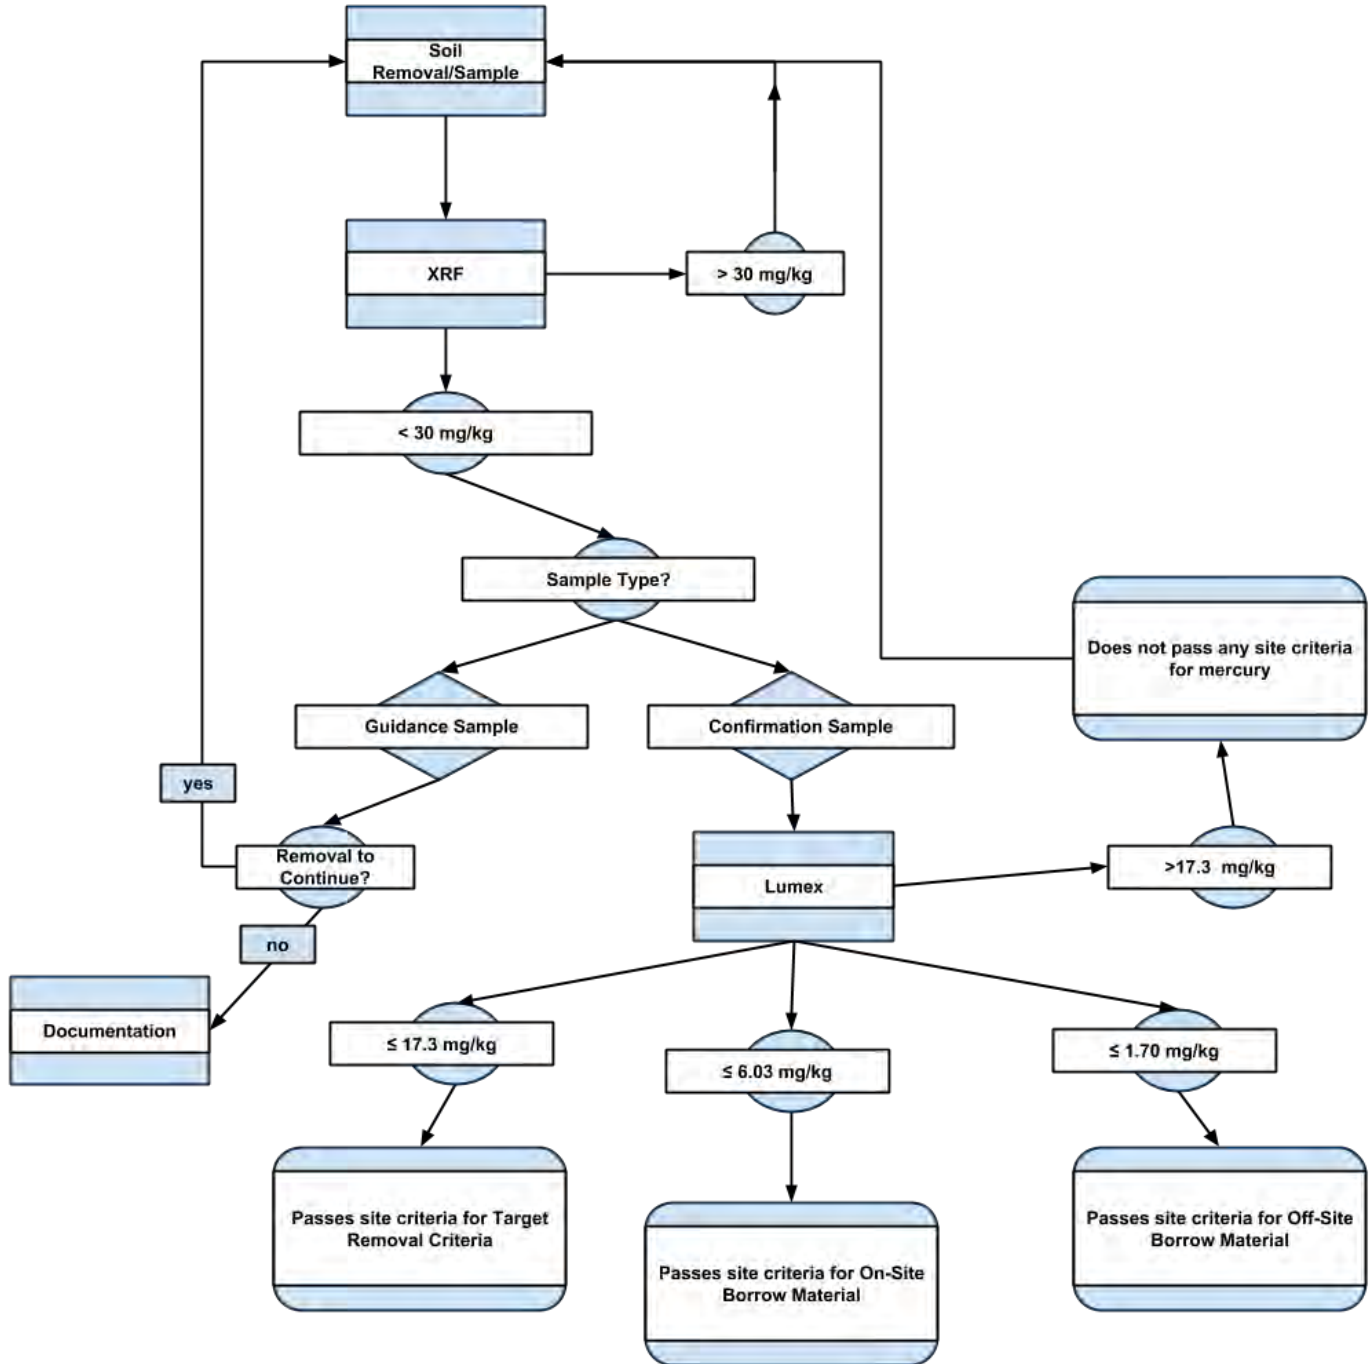 Soil
Removal/Sample
XRF
> 30 mg/kg
< 30 mg/kg
Sample Type?
Does not pass any site criteria
for mercury
Guidance Sample
Confirmation Sample
yes
Removal to
Continue?
Lumex
>17.3 mg/kg
no
Documentation
≤ 17.3 mg/kg
≤ 6.03 mg/kg
≤ 1.70 mg/kg
Passes site criteria for Target
Removal Criteria
Passes site criteria for On-Site
Borrow Material
Passes site criteria for Off-Site
Borrow Material